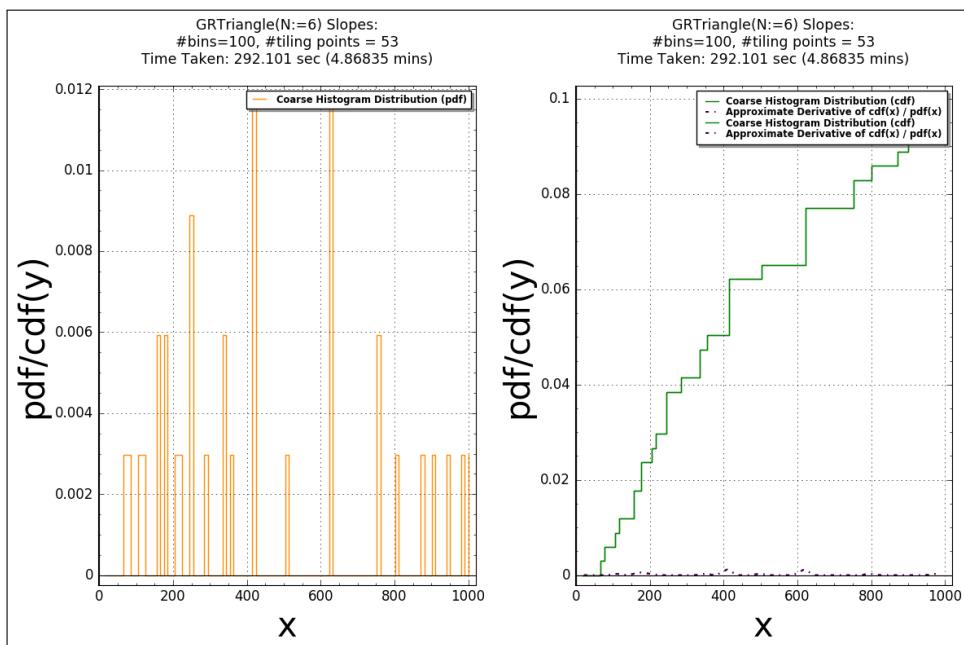 GRTriangle(N:=6) Slopes:
#bins=100, #tiling points = 53
Time Taken: 292.101 sec (4.86835 mins)
Coarse Histogram Distribution (pdf)
0.012
0.01
0.008
0.006
0.004
0.002
0
pdf/cdf(y)
0 200 400 600 800 1000
x
GRTriangle(N:=6) Slopes:
#bins=100, #tiling points = 53
Time Taken: 292.101 sec (4.86835 mins)
Coarse Histogram Distribution (cdf)
Approximate Derivative of cdf(x) / pdf(x)
Coarse Histogram Distribution (cdf)
Approximate Derivative of cdf(x) / pdf(x)
0.1
0.08
0.06
0.04
0.02
0
pdf/cdf(y)
0 200 400 600 800 1000
x